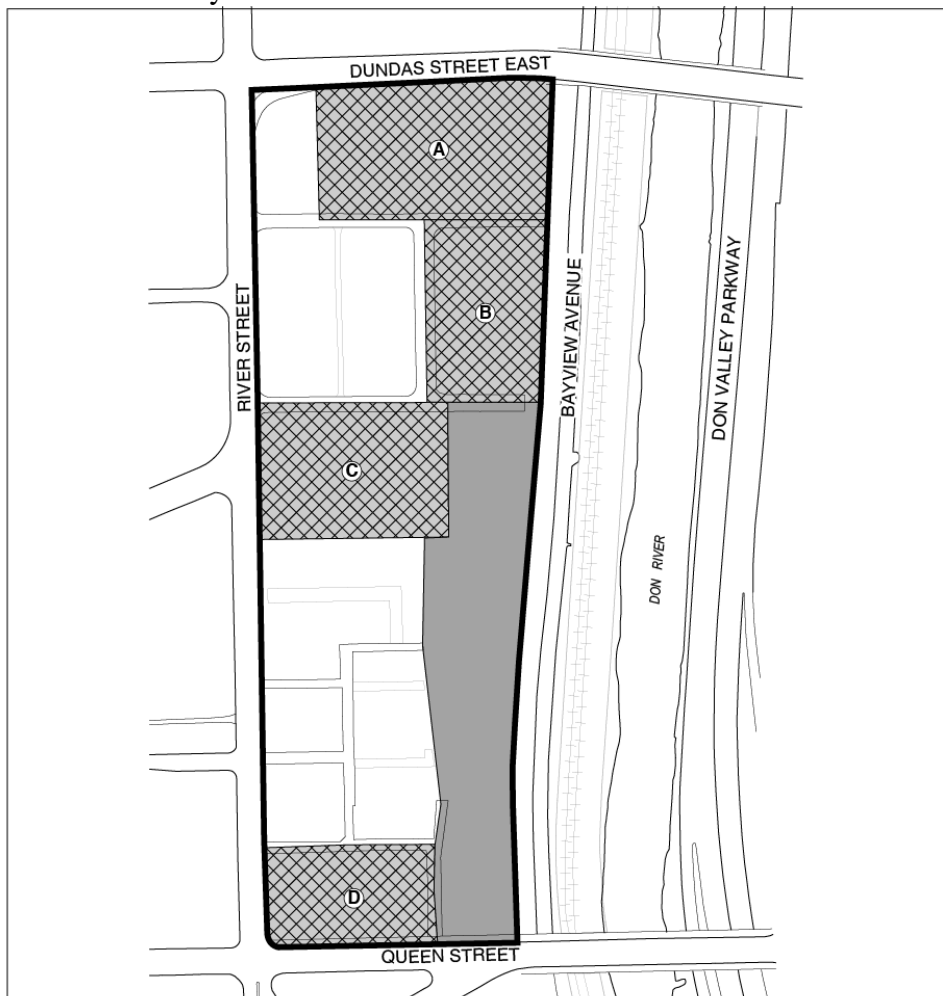 DUNDAS STREET EAST
A
B
RIVER STREET
BAYVIEW AVENUE
DON VALLEY PARKWAY
C
DON RIVER
D
QUEEN STREET